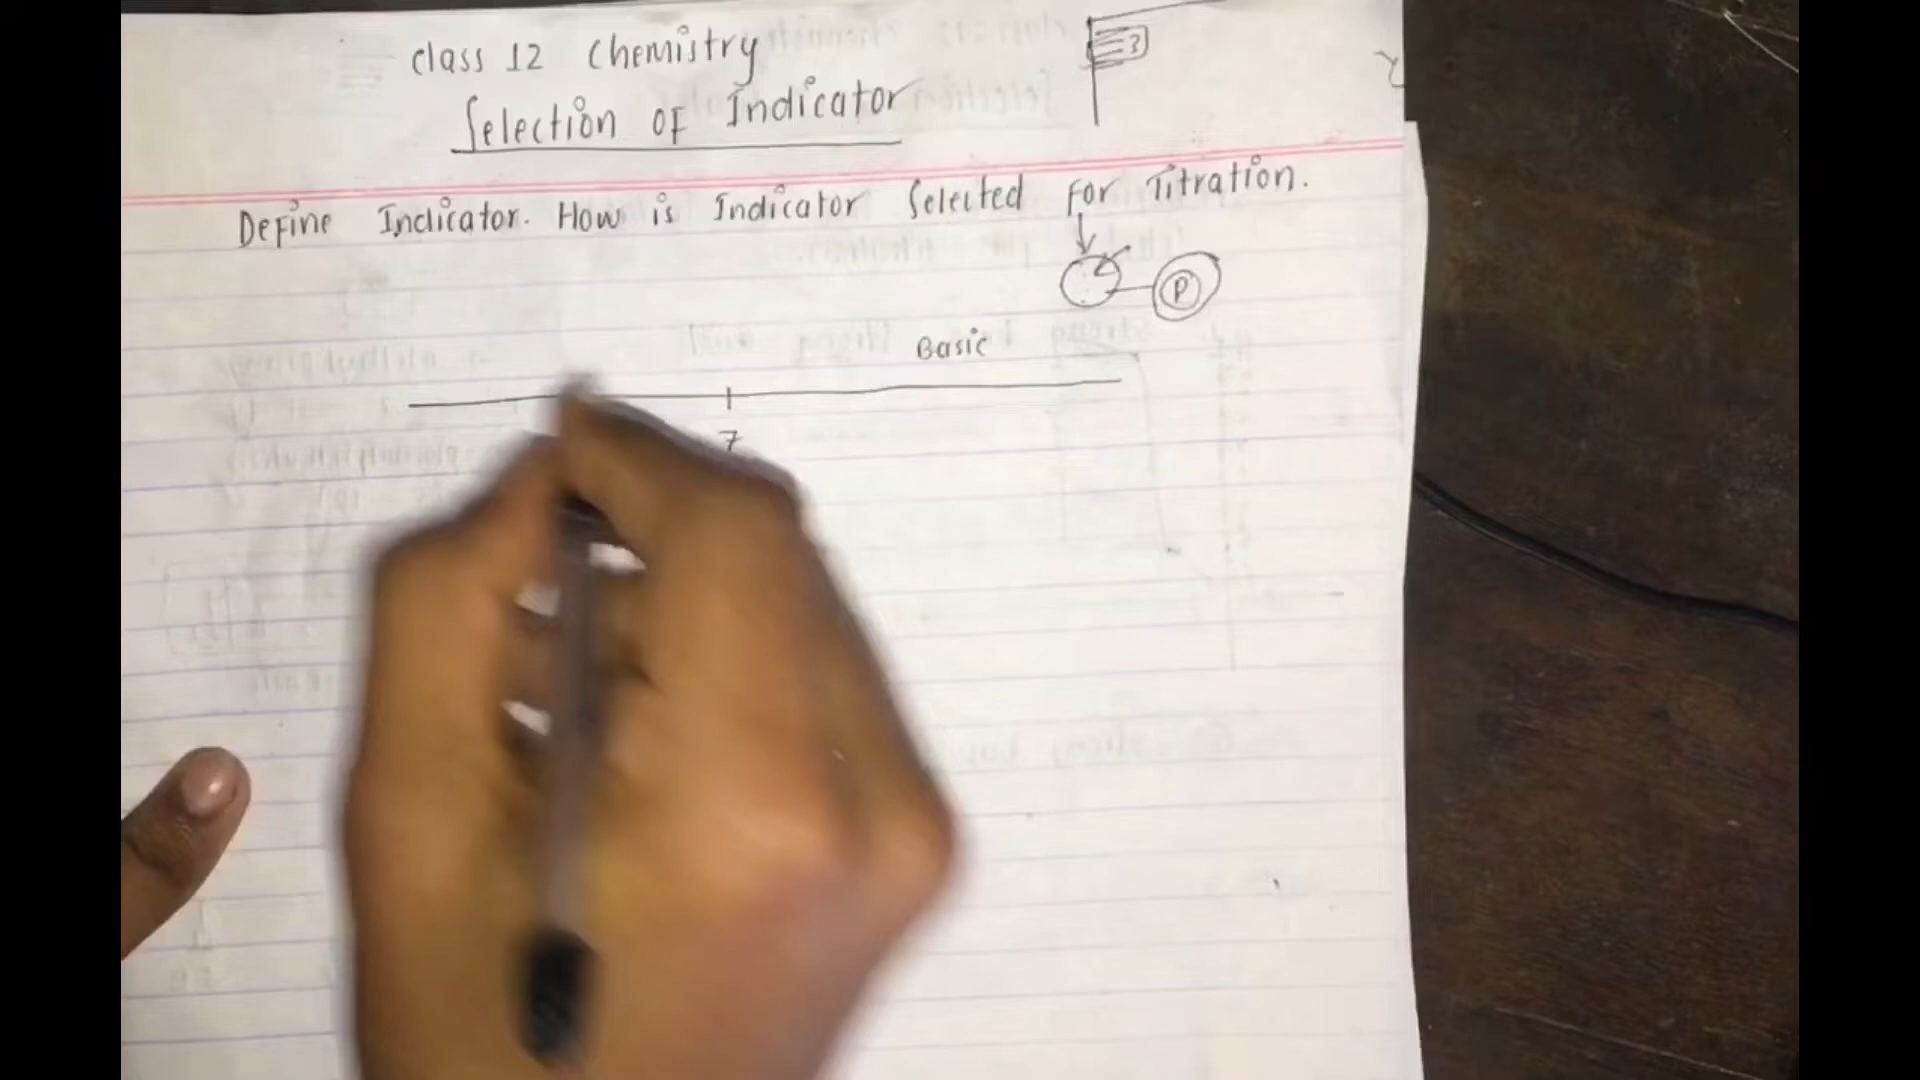 Class 12 Chemistry
Selection OF Indicator
Define Indicator. How is Indicator Selected For Titration.
P
Basic
7